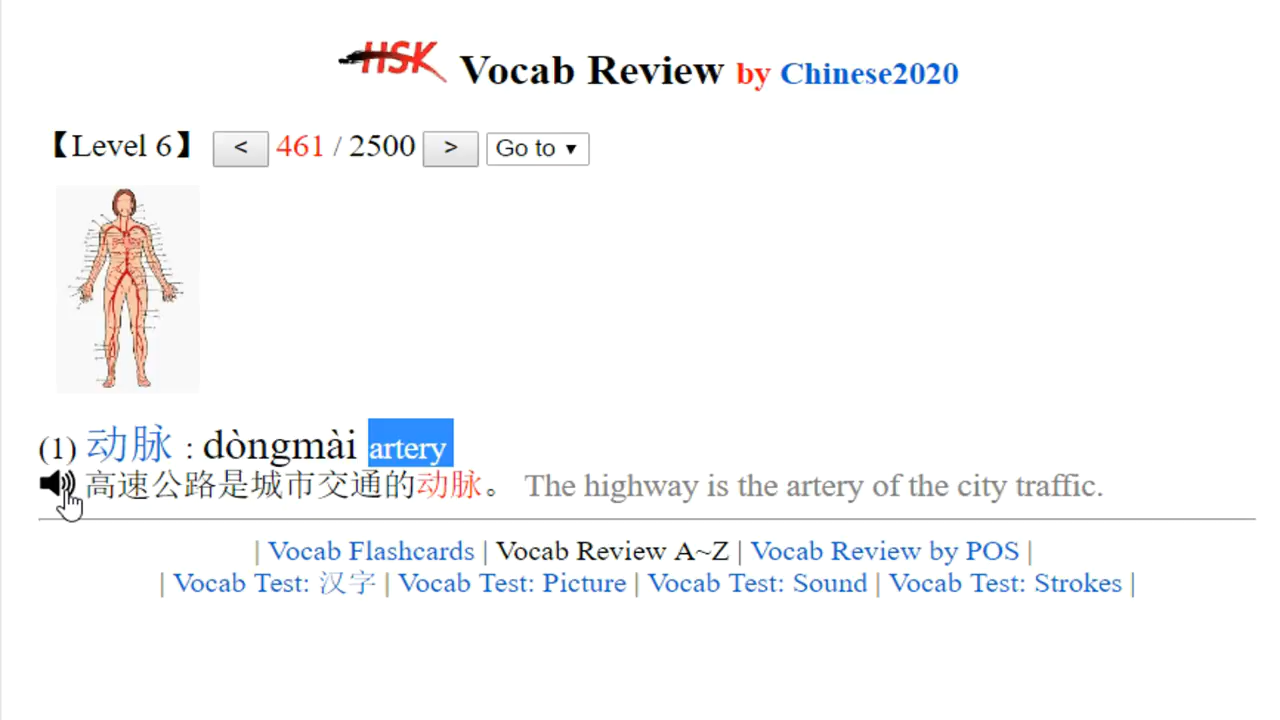 HSK Vocab Review by Chinese2020
【Level 6】 < 461 / 2500 > Go to ▼
(1) 动脉 : dòngmài artery
高速公路是城市交通的动脉。 The highway is the artery of the city traffic.
| Vocab Flashcards | Vocab Review A~Z | Vocab Review by POS |
| Vocab Test: 汉字 | Vocab Test: Picture | Vocab Test: Sound | Vocab Test: Strokes |